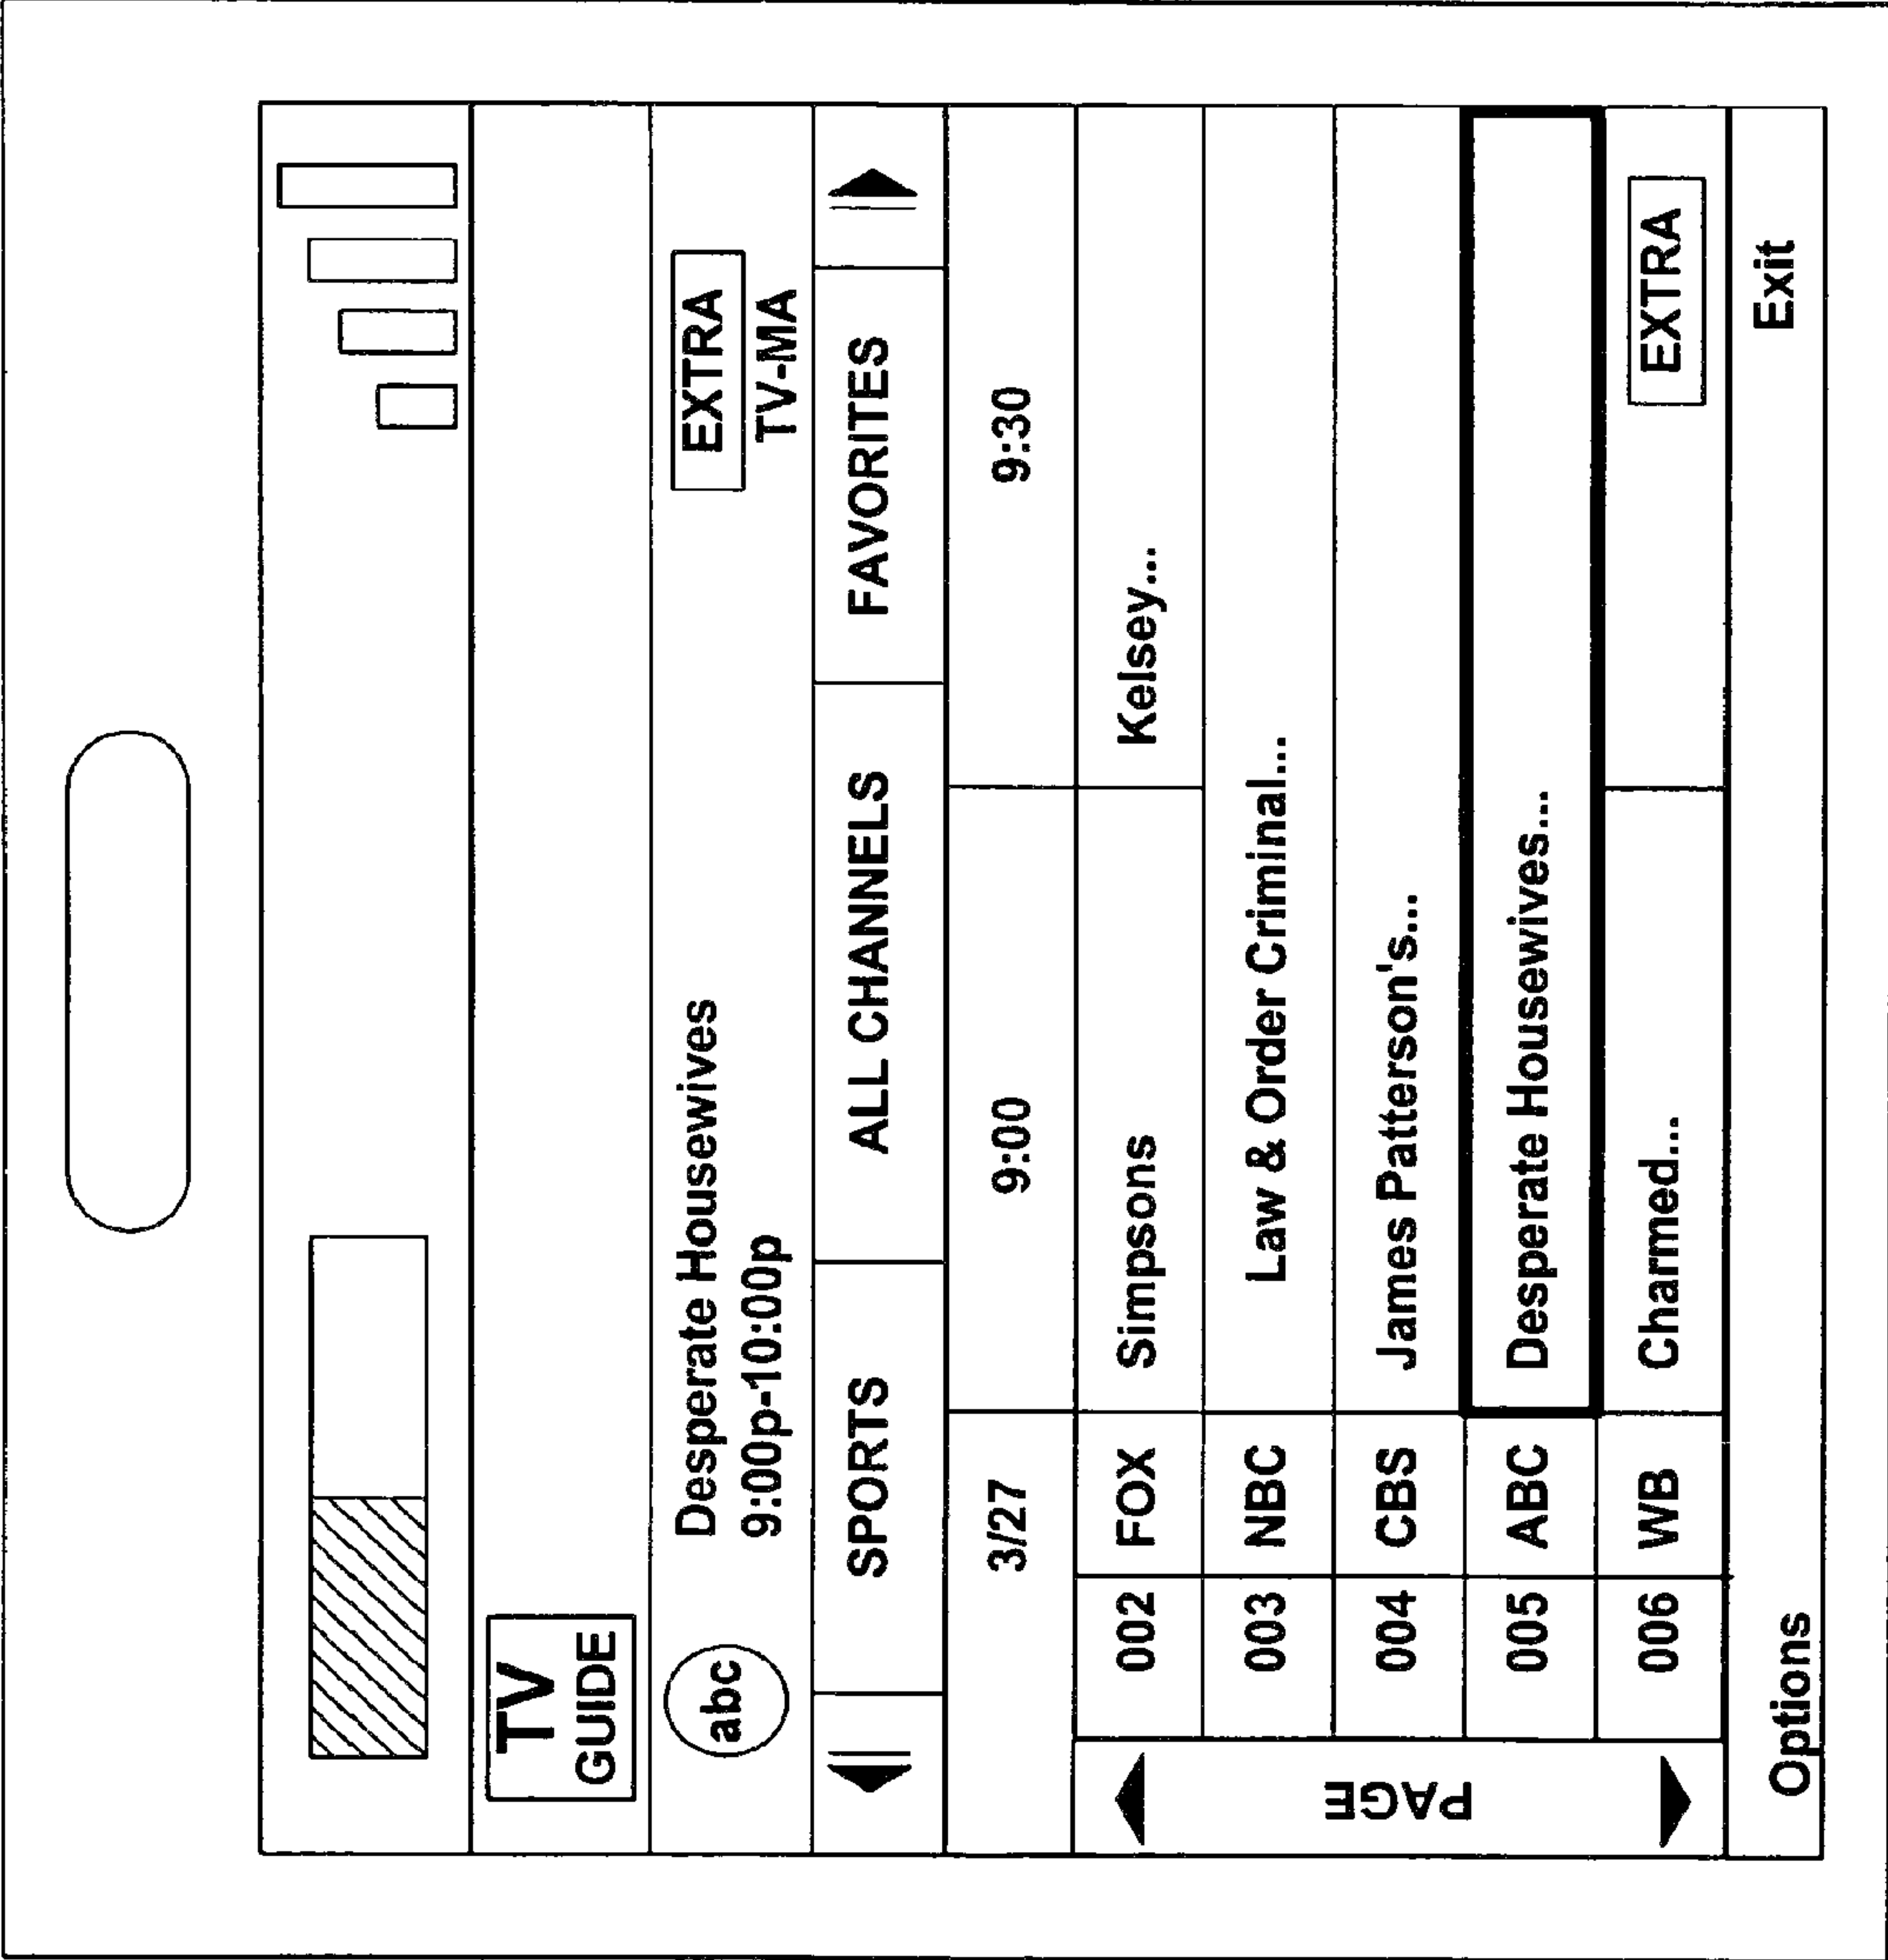 TV
GUIDE
abc
Desperate Housewives
EXTRA
9:00p-10:00p
TV-MA
SPORTS
ALL CHANNELS
FAVORITES
3/27
9:00
9:30
PAGE
002 FOX Simpsons Kelsey...
003 NBC Law & Order Criminal...
004 CBS James Patterson's...
005 ABC Desperate Housewives...
006 WB Charmed... EXTRA
Options
Exit